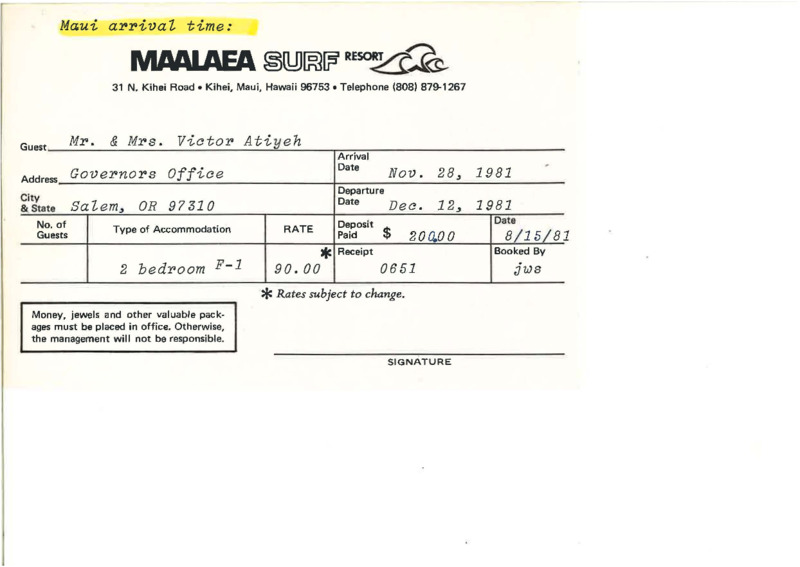 Maui arrival time:
MAALAEA SURF RESORT
31 N. Kihei Road • Kihei, Maui, Hawaii 96753 • Telephone (808) 879-1267
Guest Mr. & Mrs. Victor Atiyeh
Address Governors Office
Arrival Date Nov. 28, 1981
City & State Salem, OR 97310
Departure Date Dec. 12, 1981
No. of Guests
Type of Accommodation
RATE
Deposit Paid $ 200.00
Date 8/15/81
2 bedroom F-1
* 90.00
Receipt 0651
Booked By jws
* Rates subject to change.
Money, jewels and other valuable pack-
ages must be placed in office. Otherwise,
the management will not be responsible.
SIGNATURE